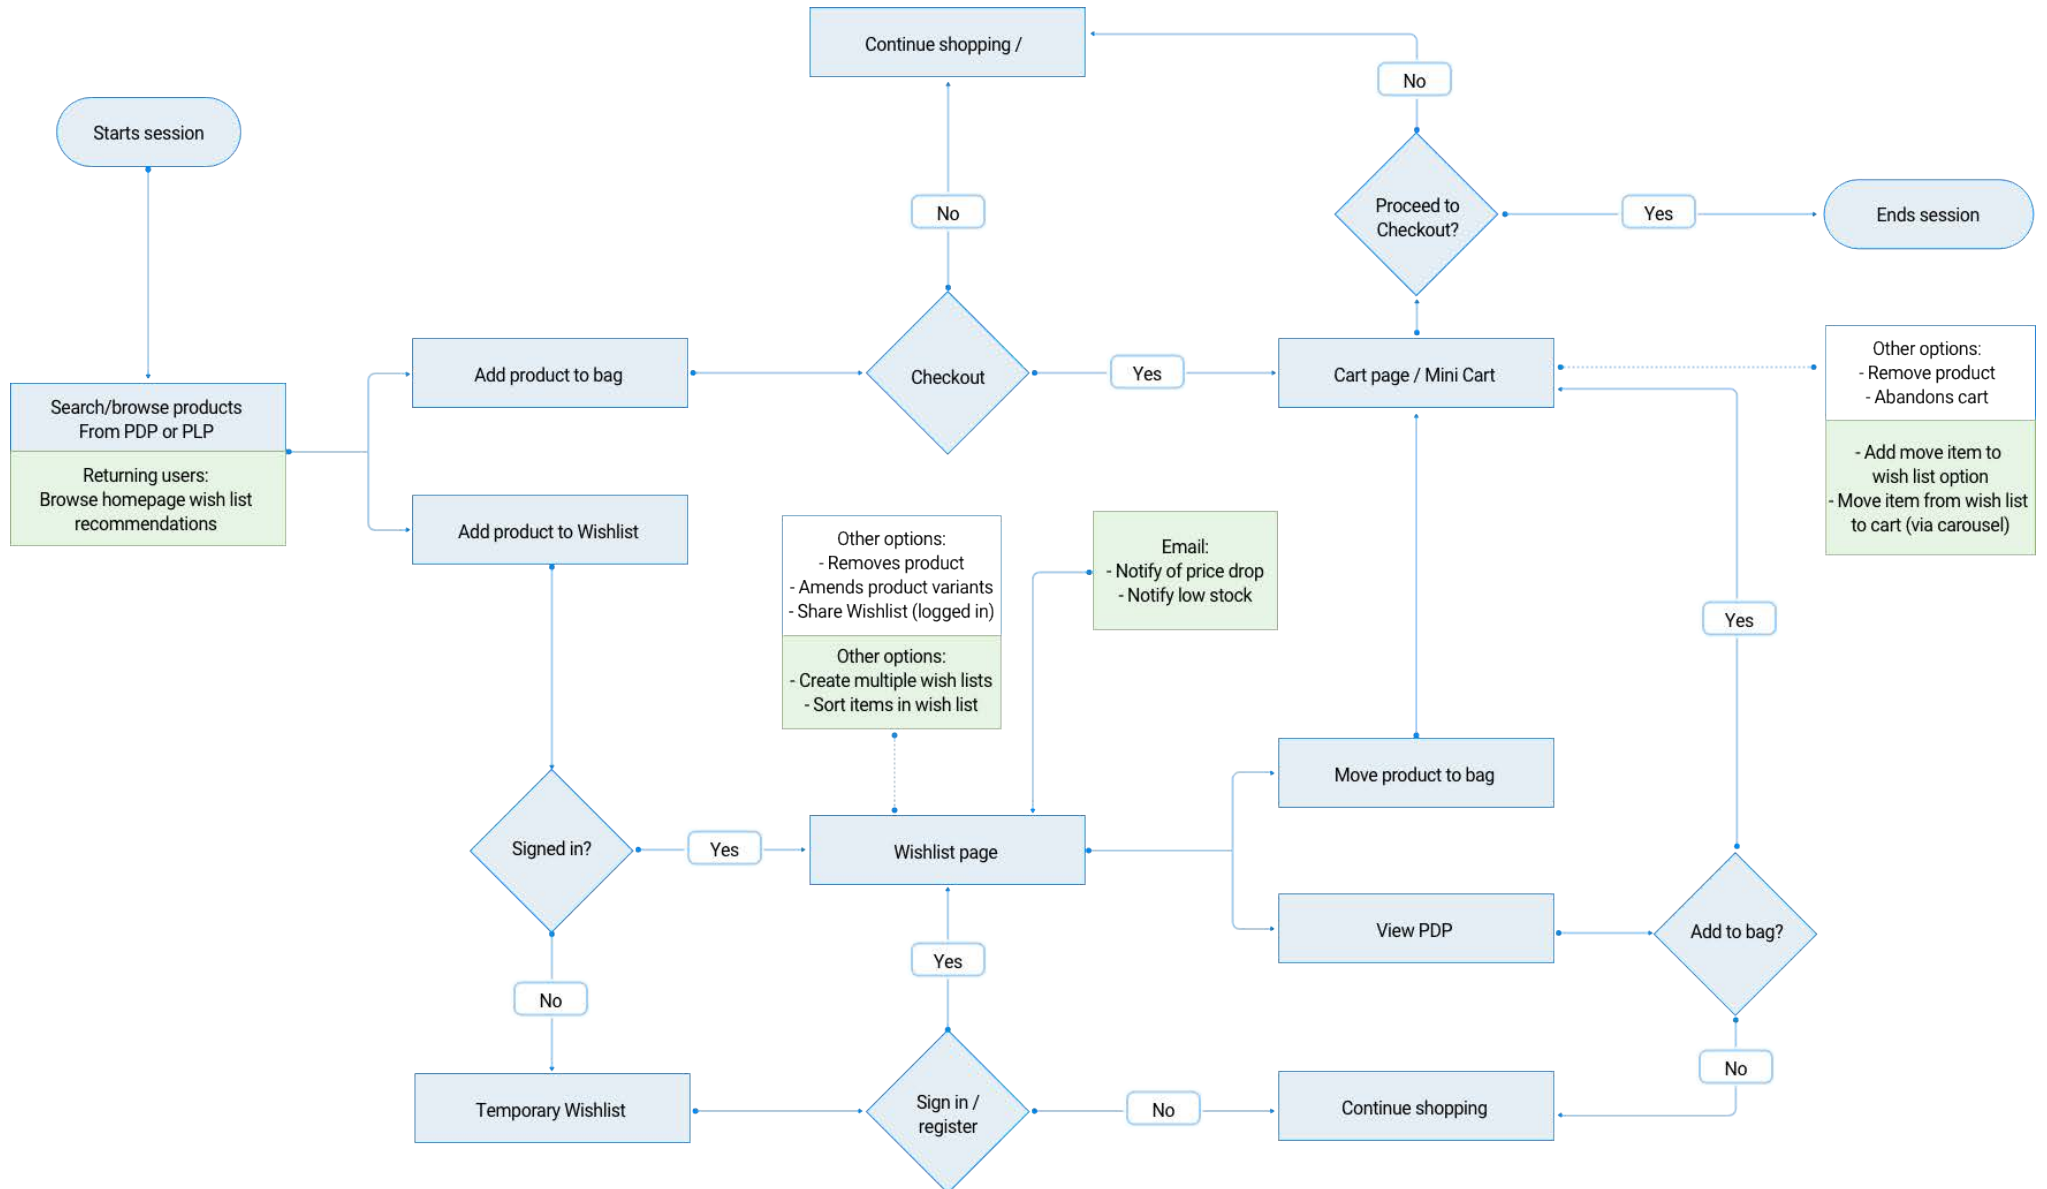 Continue shopping /
No
Starts session
Proceed to
Checkout?
Yes
Ends session
No
Add product to bag
Checkout
Yes
Cart page / Mini Cart
Other options:
- Remove product
- Abandons cart
- Add move item to
wish list option
- Move item from wish list
to cart (via carousel)
Search/browse products
From PDP or PLP
Returning users:
Browse homepage wish list
recommendations
Add product to Wishlist
Other options:
- Removes product
- Amends product variants
- Share Wishlist (logged in)
Other options:
- Create multiple wish lists
- Sort items in wish list
Email:
- Notify of price drop
- Notify low stock
Yes
Move product to bag
Signed in?
Yes
Wishlist page
View PDP
Add to bag?
Yes
No
No
Temporary Wishlist
Sign in /
register
No
Continue shopping